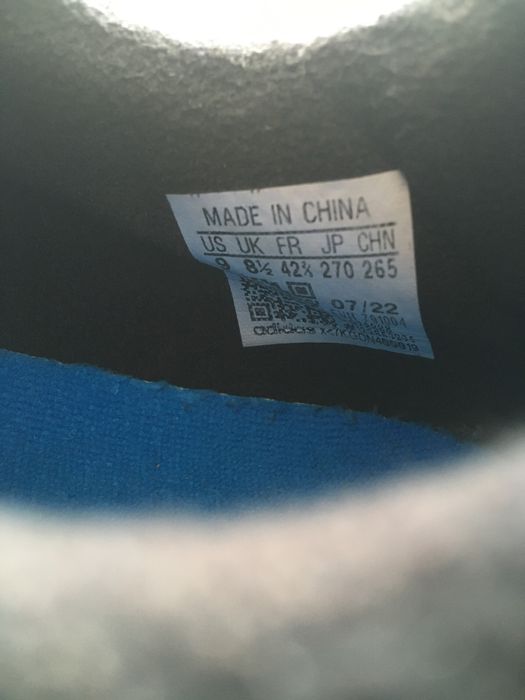 MADE IN CHINA
US UK FR JP CHN
9 8½ 42⅔ 270 265
07/22
adidas